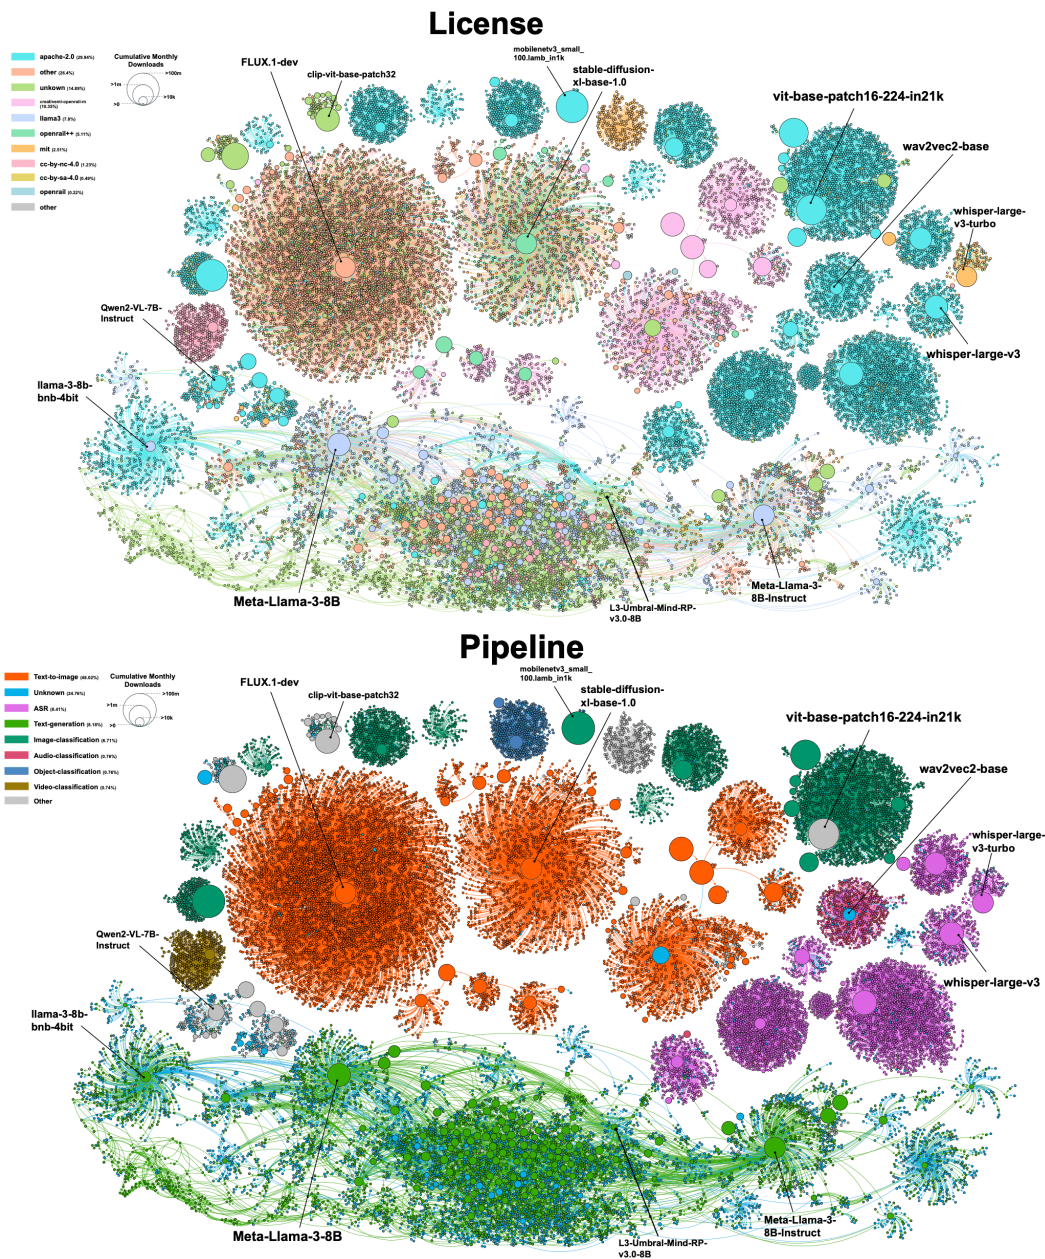 License
apache-2.0 (29.94%)
other (26.4%)
unkown (14.88%)
creativeml-openrail-m
llama3 (7.8%)
openrail++ (5.11%)
mit (2.51%)
cc-by-nc-4.0 (1.23%)
cc-by-sa-4.0 (0.49%)
openrail (0.22%)
other
Cumulative Monthly
Downloads
>100m
>1m
>10k
>0
FLUX.1-dev
clip-vit-base-patch32
mobilenetv3_small_
100.lamb_in1k
stable-diffusion-
xl-base-1.0
vit-base-patch16-224-in21k
wav2vec2-base
whisper-large-
v3-turbo
Qwen2-VL-7B-
Instruct
whisper-large-v3
llama-3-8b-
bnb-4bit
Meta-Llama-3-8B
Meta-Llama-3-
8B-Instruct
L3-Umbral-Mind-RP-
v3.0-8B
Pipeline
Text-to-image (48.02%)
Unknown (24.76%)
ASR (8.41%)
Text-generation (8.18%)
Image-classification (6.71%)
Audio-classification (0.78%)
Object-classification (0.76%)
Video-classification (0.74%)
Other
Cumulative Monthly
Downloads
>100m
>1m
>10k
>0
FLUX.1-dev
clip-vit-base-patch32
mobilenetv3_small_
100.lamb_in1k
stable-diffusion-
xl-base-1.0
vit-base-patch16-224-in21k
wav2vec2-base
whisper-large-
v3-turbo
Qwen2-VL-7B-
Instruct
whisper-large-v3
llama-3-8b-
bnb-4bit
Meta-Llama-3-8B
Meta-Llama-3-
8B-Instruct
L3-Umbral-Mind-RP-
v3.0-8B